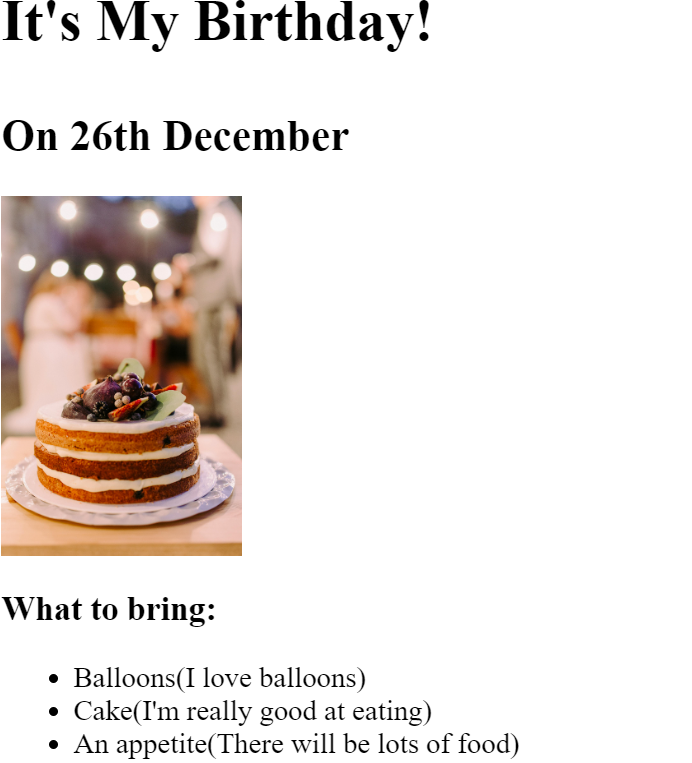 It's My Birthday!
On 26th December
What to bring:
Balloons(I love balloons)
Cake(I'm really good at eating)
An appetite(There will be lots of food)